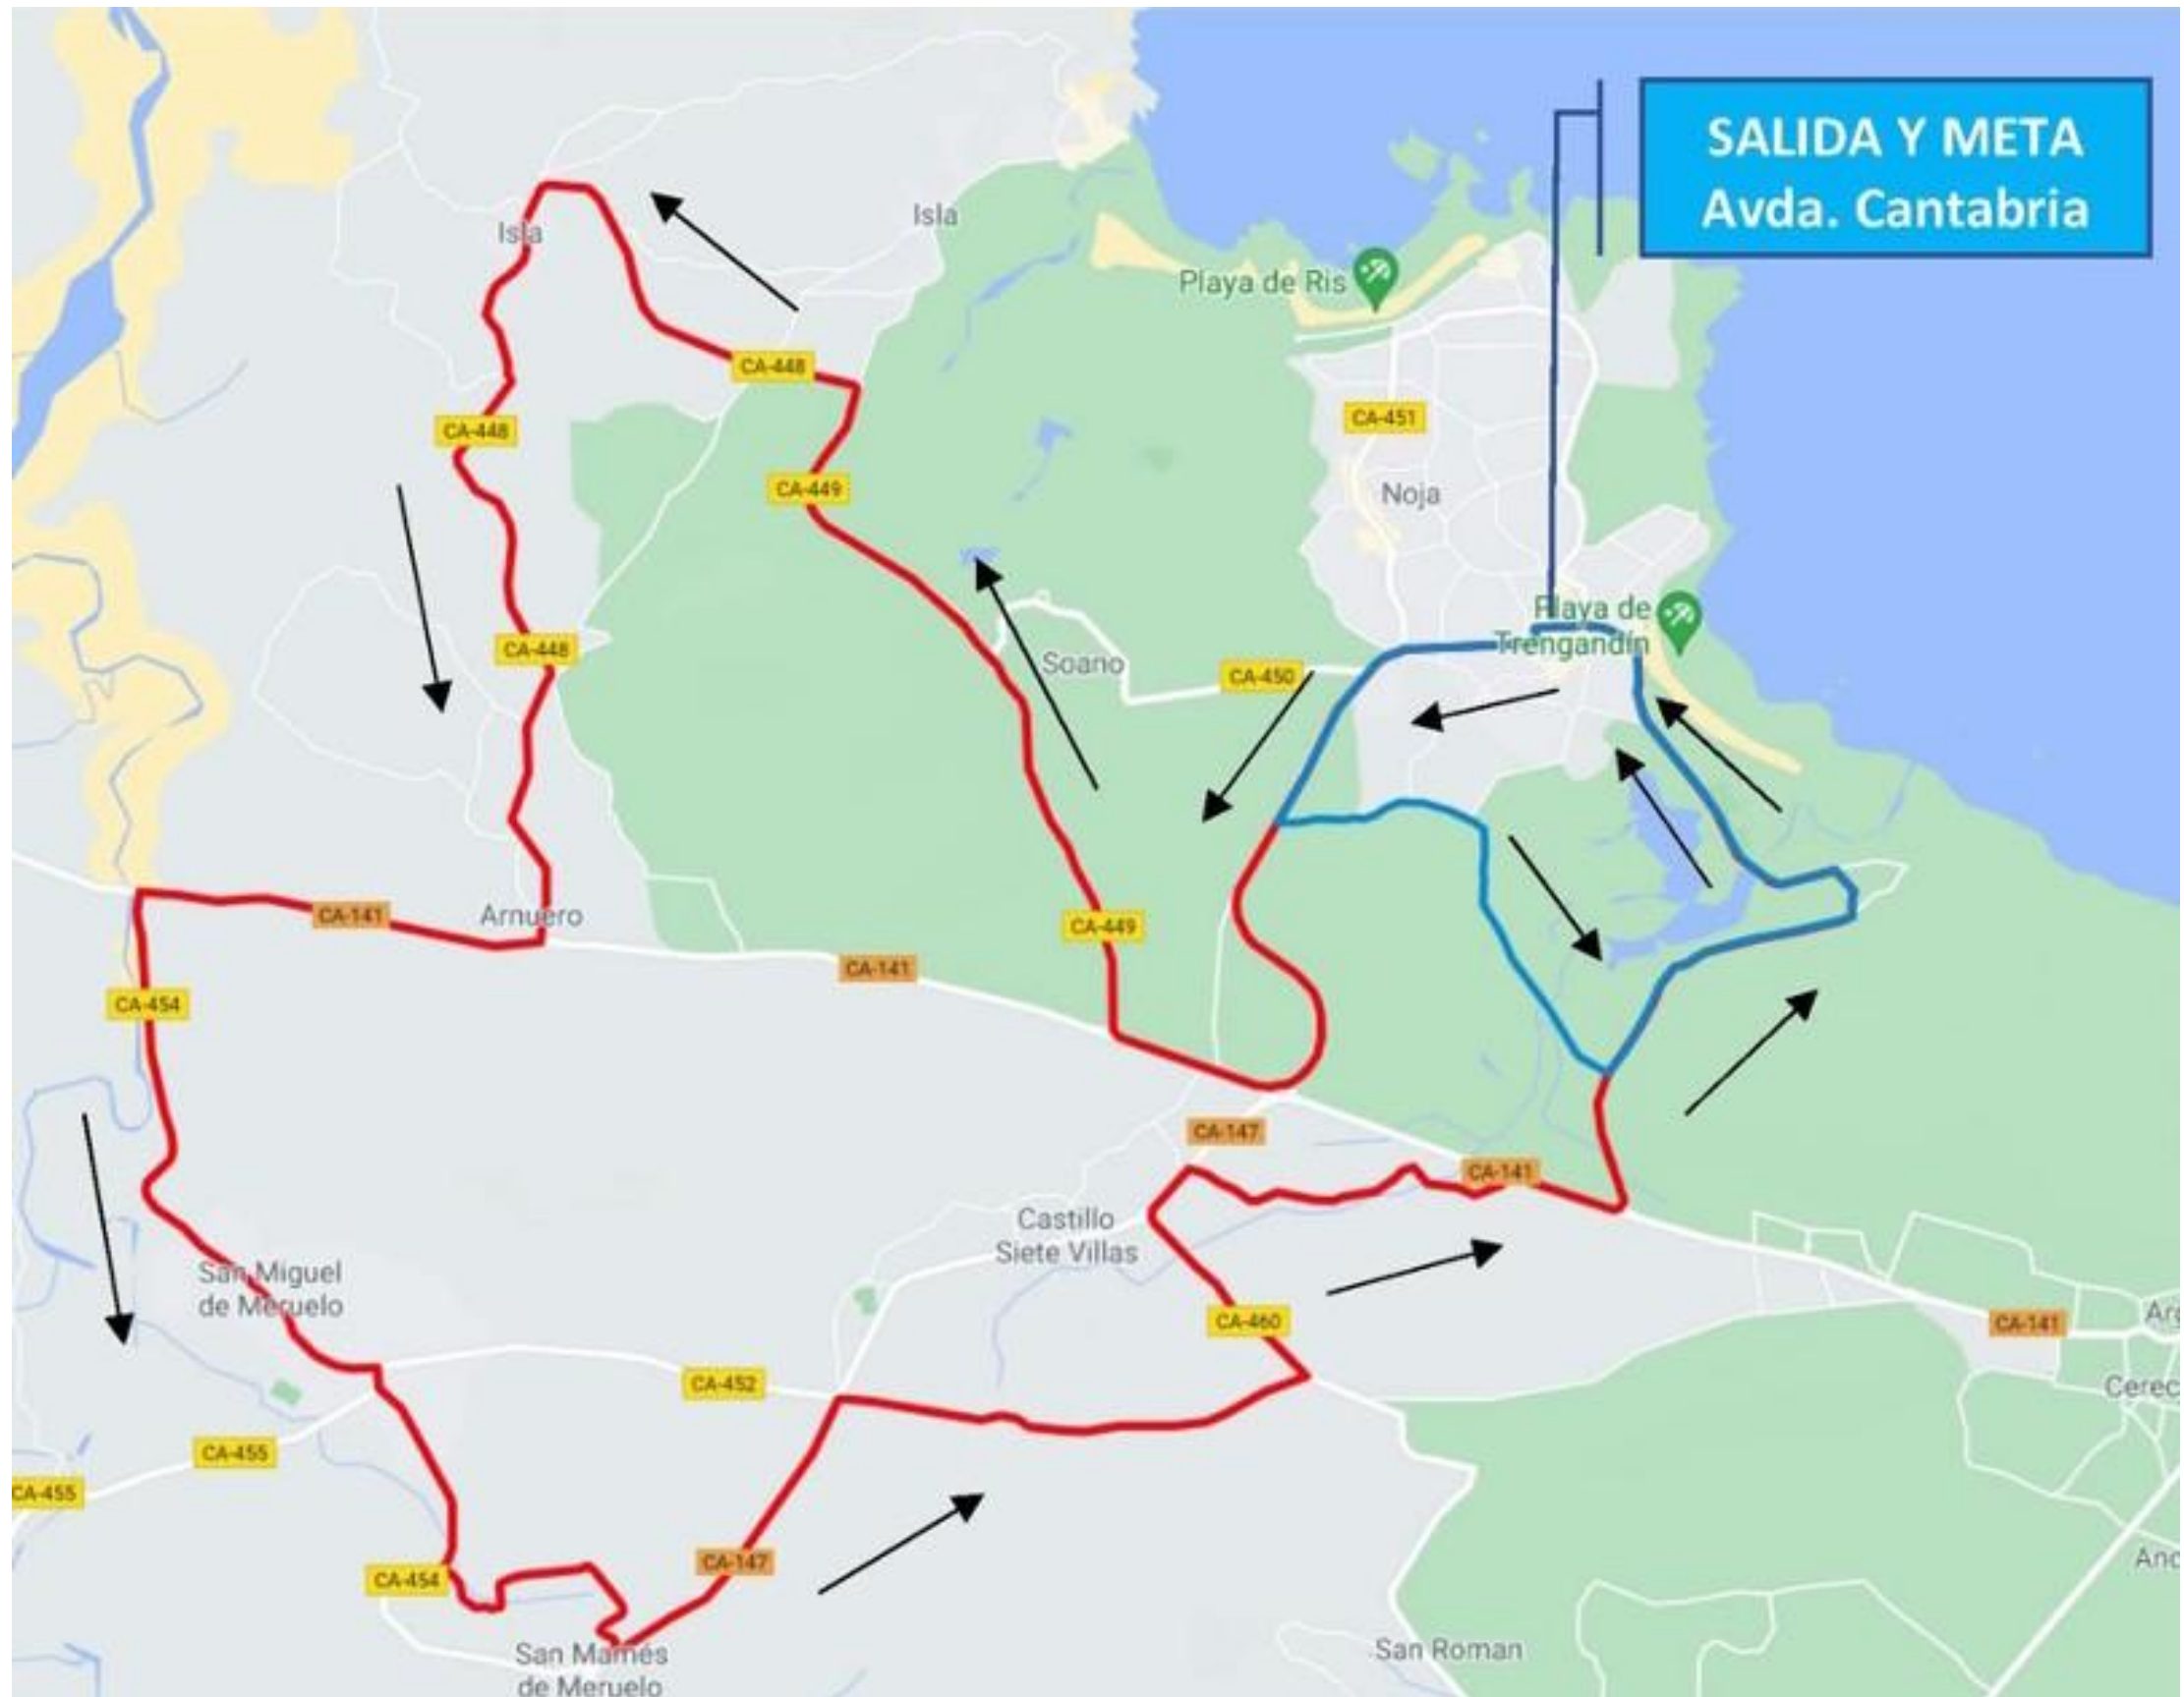 SALIDA Y META
Avda. Cantabria
Isla
Isla
Playa de Ris
CA-448
CA-451
CA-448
CA-449
Noja
Playa de
Trengandín
CA-448
Soano
CA-450
CA-141
Arnuero
CA-449
CA-141
CA-454
CA-147
CA-141
Castillo
Siete Villas
San Miguel
de Meruelo
CA-460
CA-141
CA-452
CA-455
CA-455
CA-147
CA-454
San Mamés
de Meruelo
San Roman